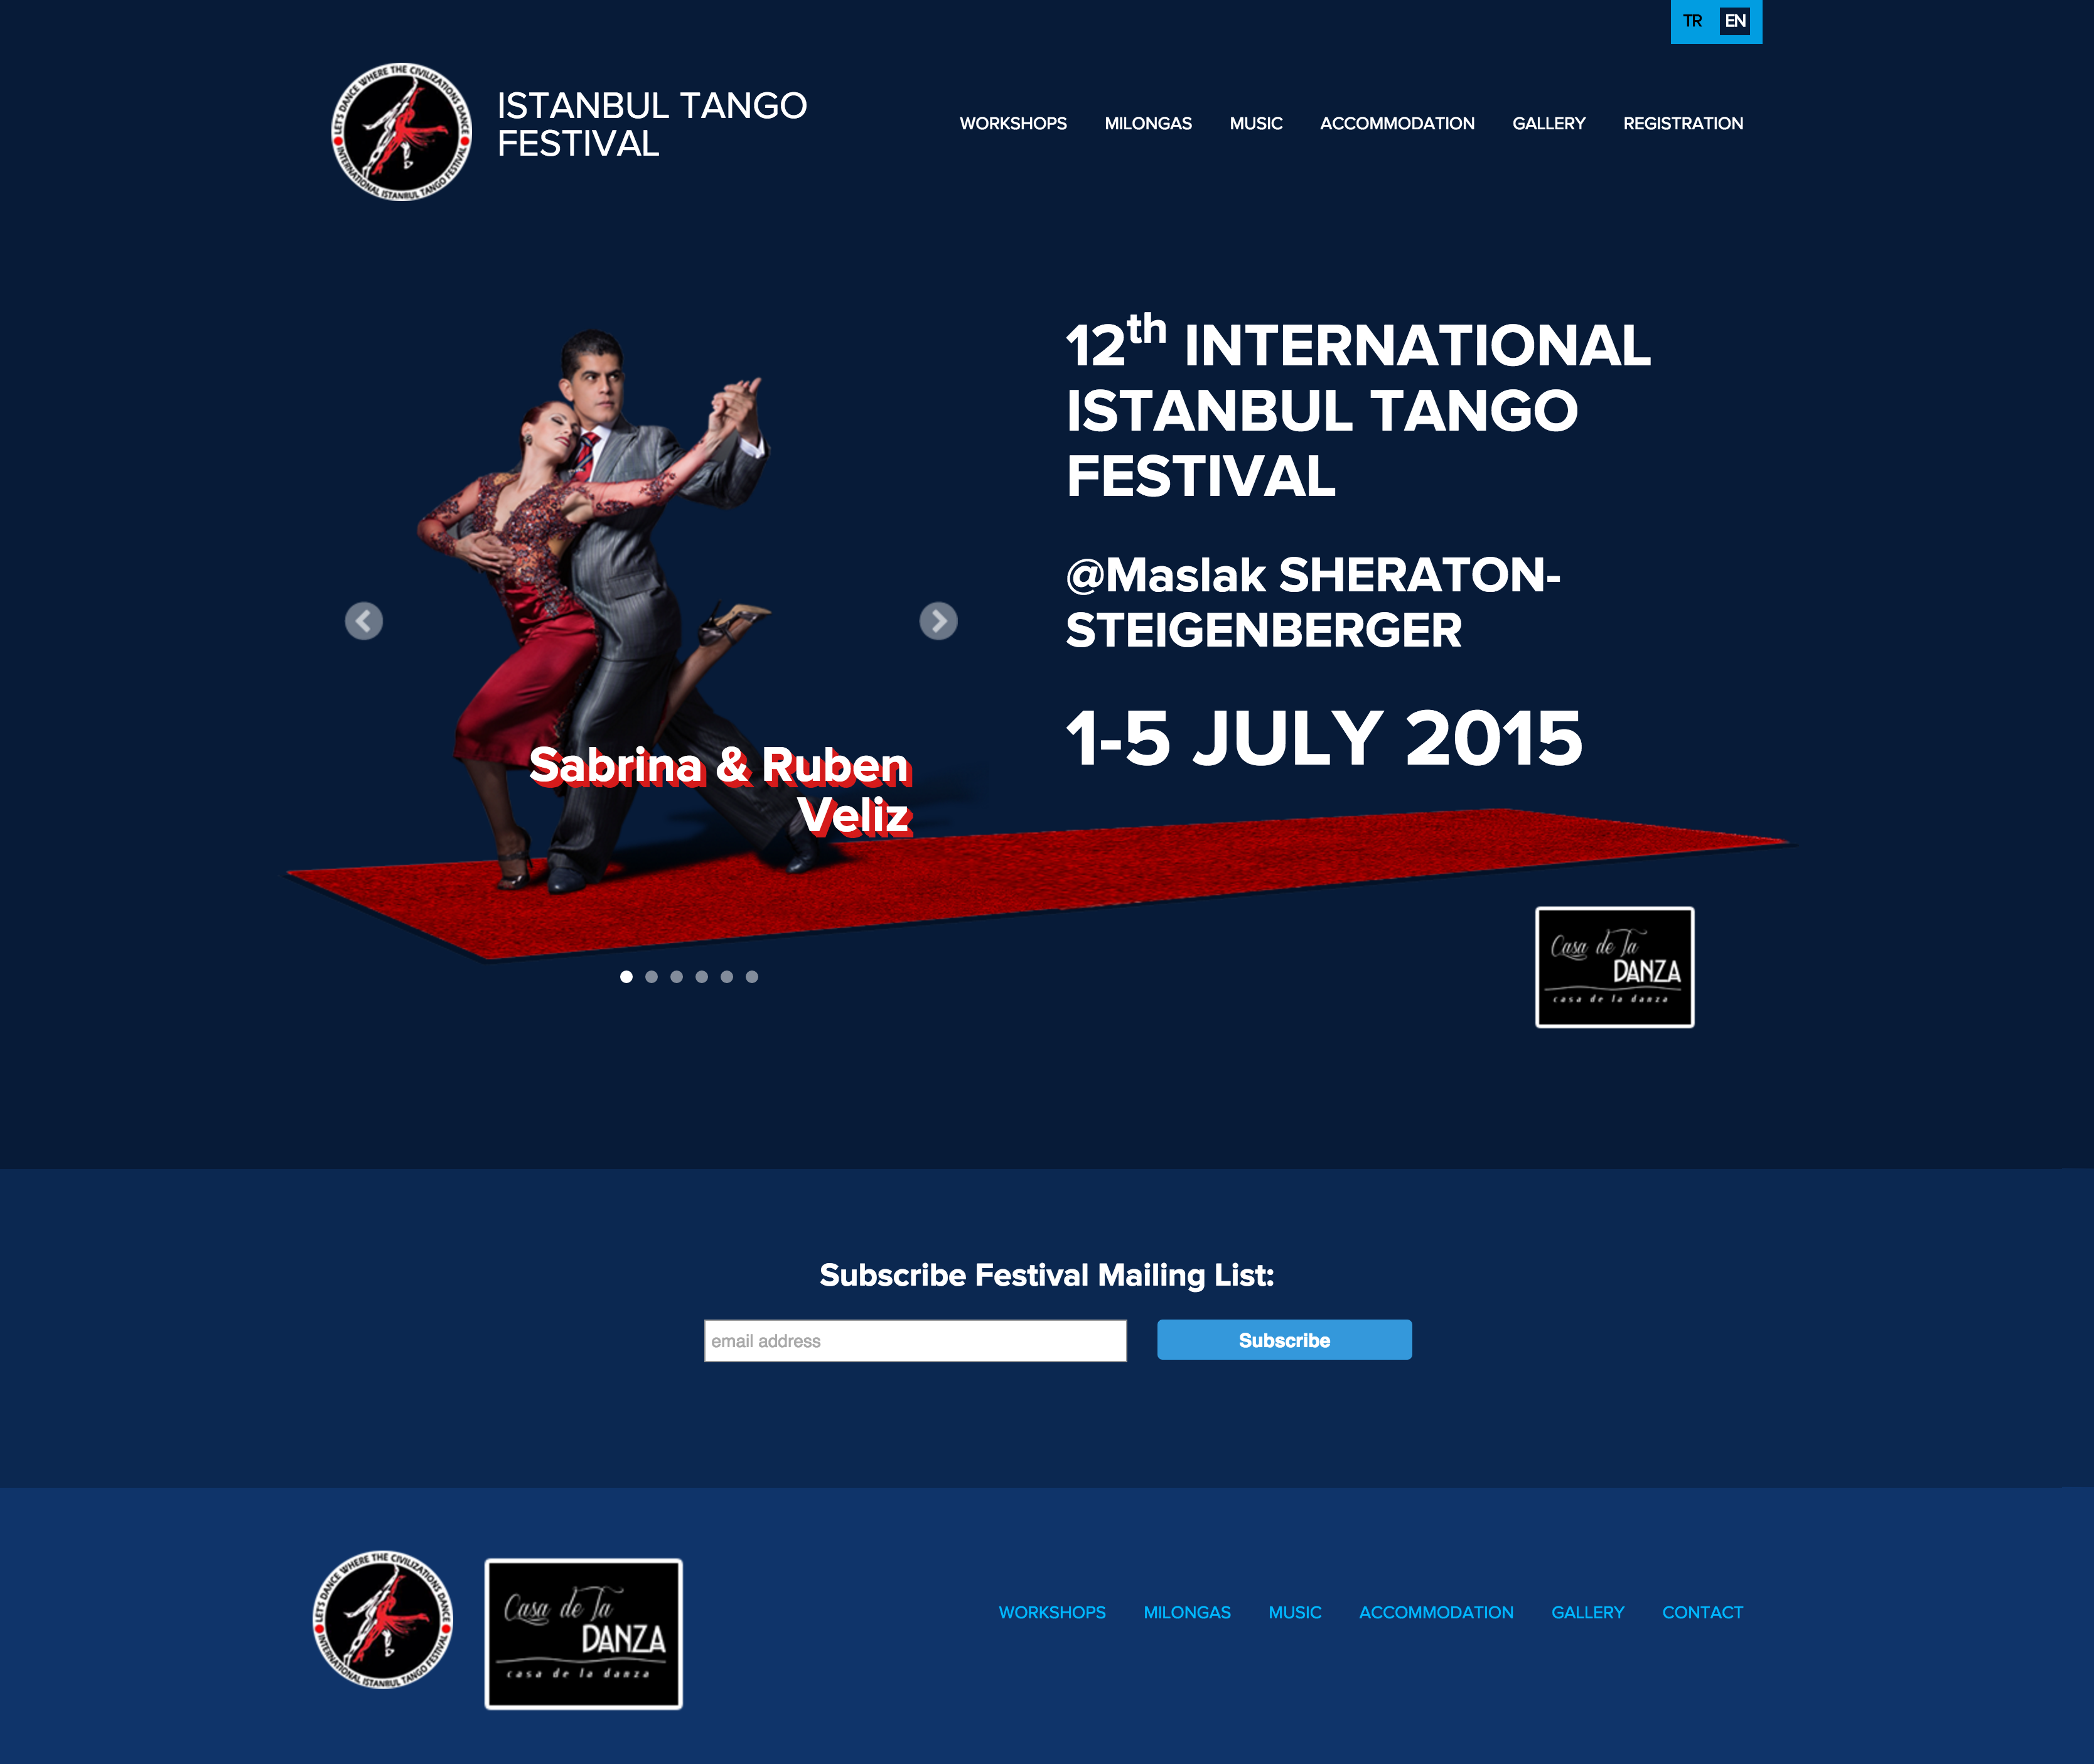 TR EN
LET'S DANCE WHERE THE CIVILIZATIONS DANCE
INTERNATIONAL ISTANBUL TANGO FESTIVAL
ISTANBUL TANGO
FESTIVAL
WORKSHOPS MILONGAS MUSIC ACCOMMODATION GALLERY REGISTRATION
12th INTERNATIONAL
ISTANBUL TANGO
FESTIVAL
@Maslak SHERATON-
STEIGENBERGER
1-5 JULY 2015
Sabrina & Ruben
Veliz
Casa de la
DANZA
casa de la danza
Subscribe Festival Mailing List:
email address
Subscribe
LET'S DANCE WHERE THE CIVILIZATIONS DANCE
INTERNATIONAL ISTANBUL TANGO FESTIVAL
Casa de la
DANZA
casa de la danza
WORKSHOPS MILONGAS MUSIC ACCOMMODATION GALLERY CONTACT